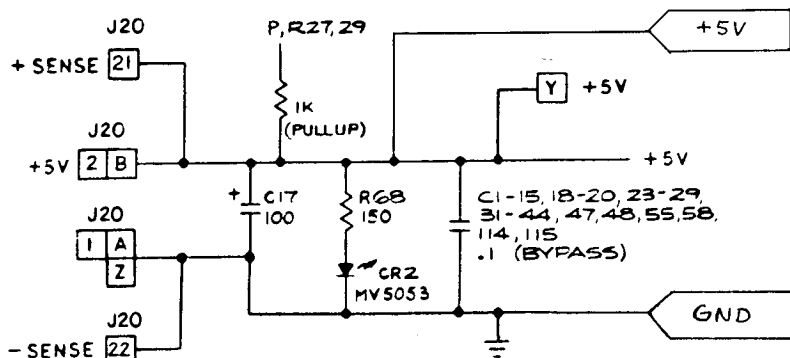 J20
P, R27, 29
+5V
+ SENSE 21
Y +5V
1K
(PULLUP)
J20
+5V 2 B
+5V
+ C17
100
R68
150
C1-15, 18-20, 23-29,
31-44, 47, 48, 55, 58,
114, 115
.1 (BYPASS)
J20
1 A
Z
CR2
MV5053
GND
J20
- SENSE 22